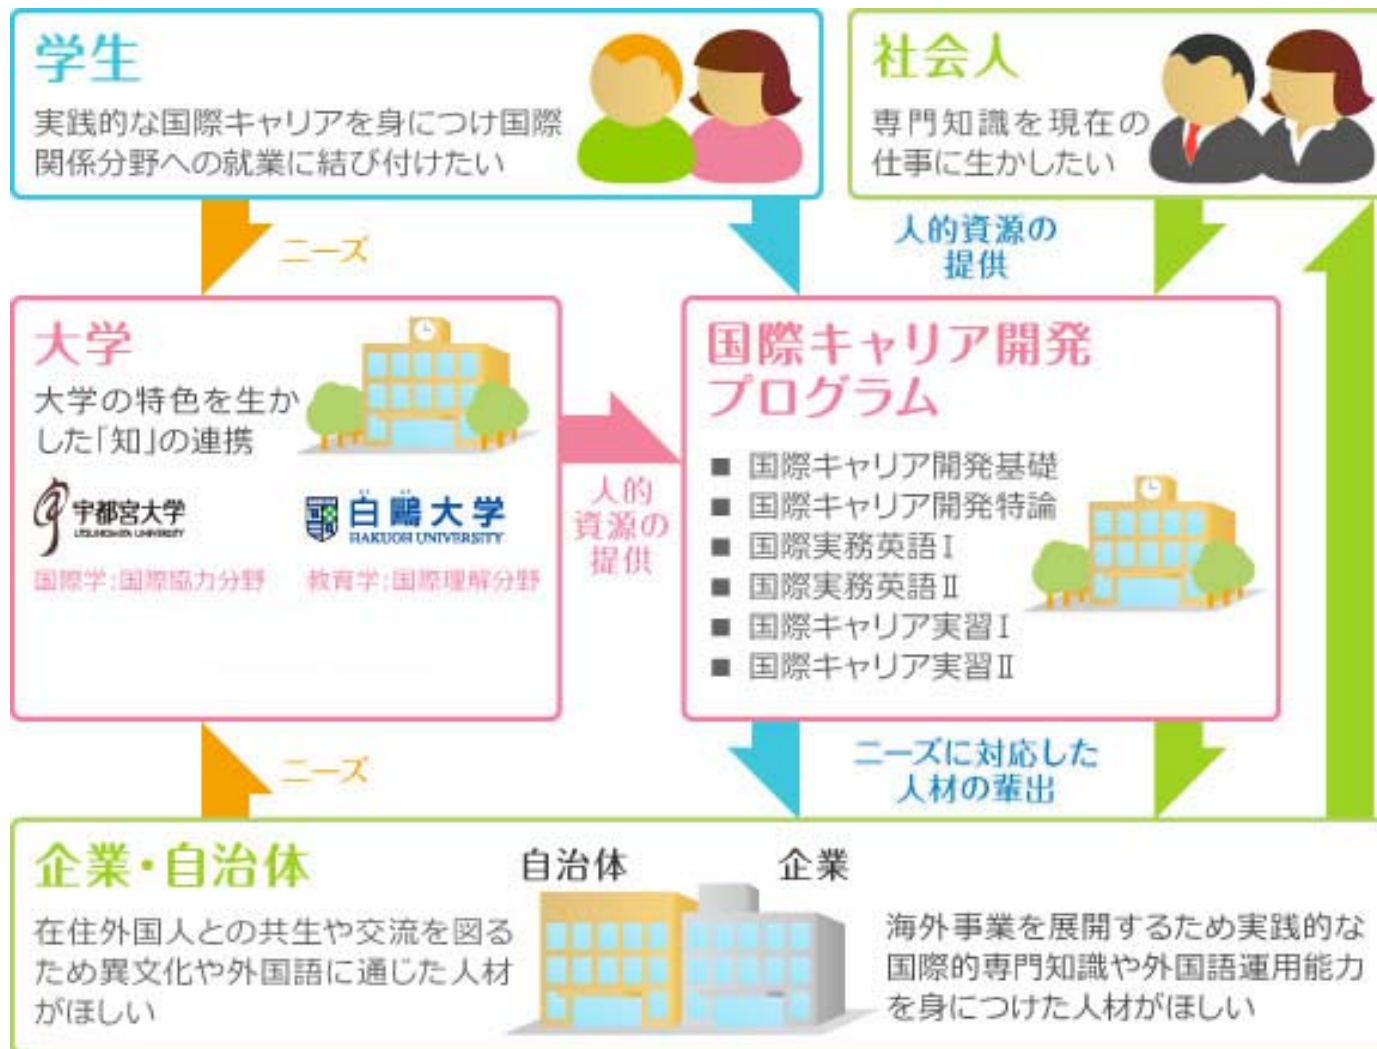 学生
実践的な国際キャリアを身につけ国際
関係分野への就業に結び付けたい
社会人
専門知識を現在の
仕事に生かしたい
ニーズ
人的資源の
提供
大学
大学の特色を生か
した「知」の連携
宇都宮大学
UTSUNOMIYA UNIVERSITY
国際学:国際協力分野
白鷗大学
HAKUOH UNIVERSITY
教育学:国際理解分野
人的
資源の
提供
国際キャリア開発
プログラム
■ 国際キャリア開発基礎
■ 国際キャリア開発特論
■ 国際実務英語Ⅰ
■ 国際実務英語Ⅱ
■ 国際キャリア実習Ⅰ
■ 国際キャリア実習Ⅱ
ニーズ
ニーズに対応した
人材の輩出
企業・自治体
在住外国人との共生や交流を図る
ため異文化や外国語に通じた人材
がほしい
自治体
企業
海外事業を展開するため実践的な
国際的専門知識や外国語運用能力
を身につけた人材がほしい